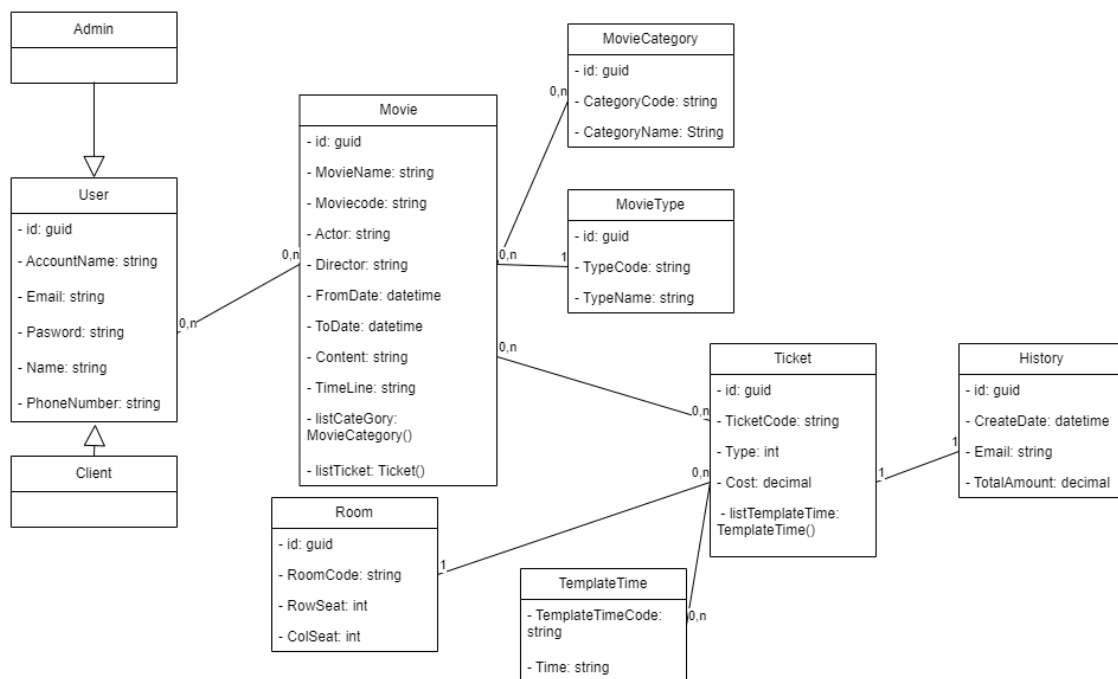 Admin
User
- id: guid
- AccountName: string
- Email: string
- Pasword: string
- Name: string
- PhoneNumber: string
Client
0,n
0,n
Movie
- id: guid
- MovieName: string
- Moviecode: string
- Actor: string
- Director: string
- FromDate: datetime
- ToDate: datetime
- Content: string
- TimeLine: string
- listCateGory:
MovieCategory()
- listTicket: Ticket()
0,n
0,n
MovieCategory
- id: guid
- CategoryCode: string
- CategoryName: String
1
MovieType
- id: guid
- TypeCode: string
- TypeName: string
0,n
0,n
0,n
Ticket
- id: guid
- TicketCode: string
- Type: int
- Cost: decimal
- listTemplateTime:
TemplateTime()
1
1
History
- id: guid
- CreateDate: datetime
- Email: string
- TotalAmount: decimal
Room
- id: guid
- RoomCode: string
- RowSeat: int
- ColSeat: int
1
TemplateTime
- TemplateTimeCode:
string
- Time: string
0,n